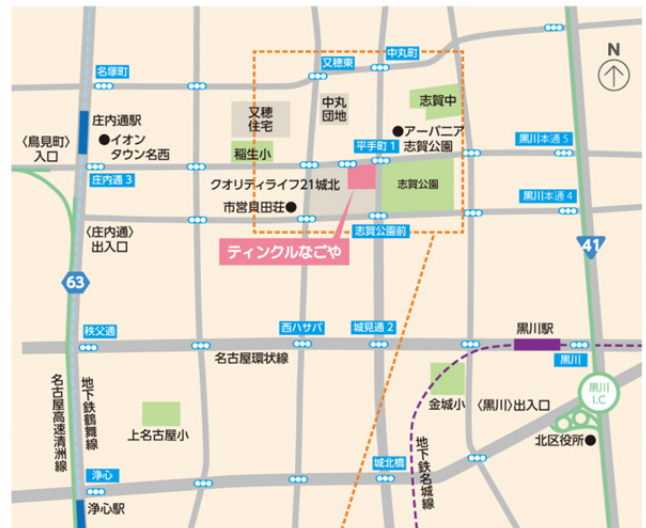 中丸町
N
又穂東
名塚町
志賀中
中丸
団地
又穂
住宅
庄内通駅
〈鳥見町〉
入口
●イオン
タウン名西
●アーバニア
志賀公園
黒川本通5
平手町1
稲生小
庄内通3
クオリティライフ21城北
志賀公園
黒川本通4
市営貝田荘●
〈庄内通〉
出入口
志賀公園前
ティンクルなごや
41
63
秩父通
西ハサバ
城見通2
黒川駅
名古屋環状線
黒川
黒川
I.C
金城小
〈黒川〉出入口
名古屋高速清洲線
地下鉄鶴舞線
上名古屋小
地下鉄名城線
北区役所●
城北橋
浄心
浄心駅